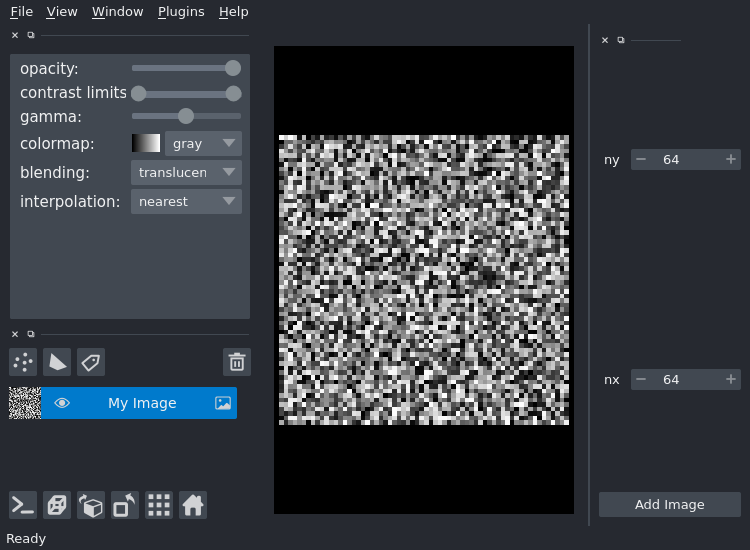 File View Window Plugins Help
opacity:
contrast limits
gamma:
colormap: gray
blending: translucen
interpolation: nearest
My Image
ny 64
nx 64
Add Image
Ready